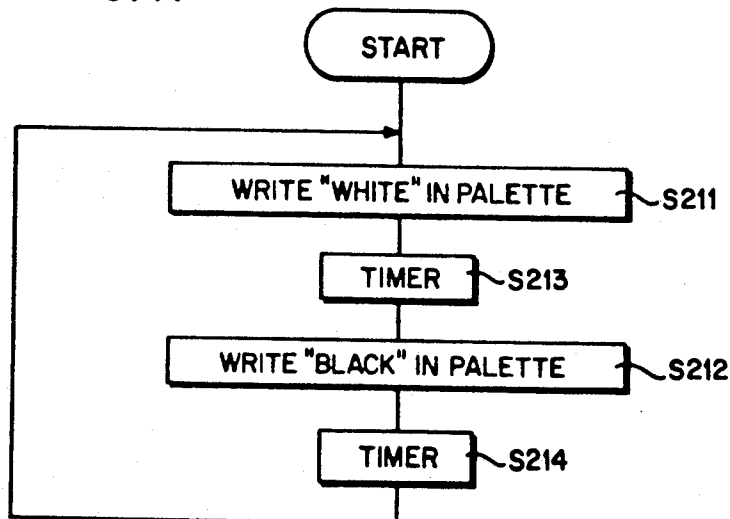 START
WRITE "WHITE" IN PALETTE
S211
TIMER
S213
WRITE "BLACK" IN PALETTE
S212
TIMER
S214